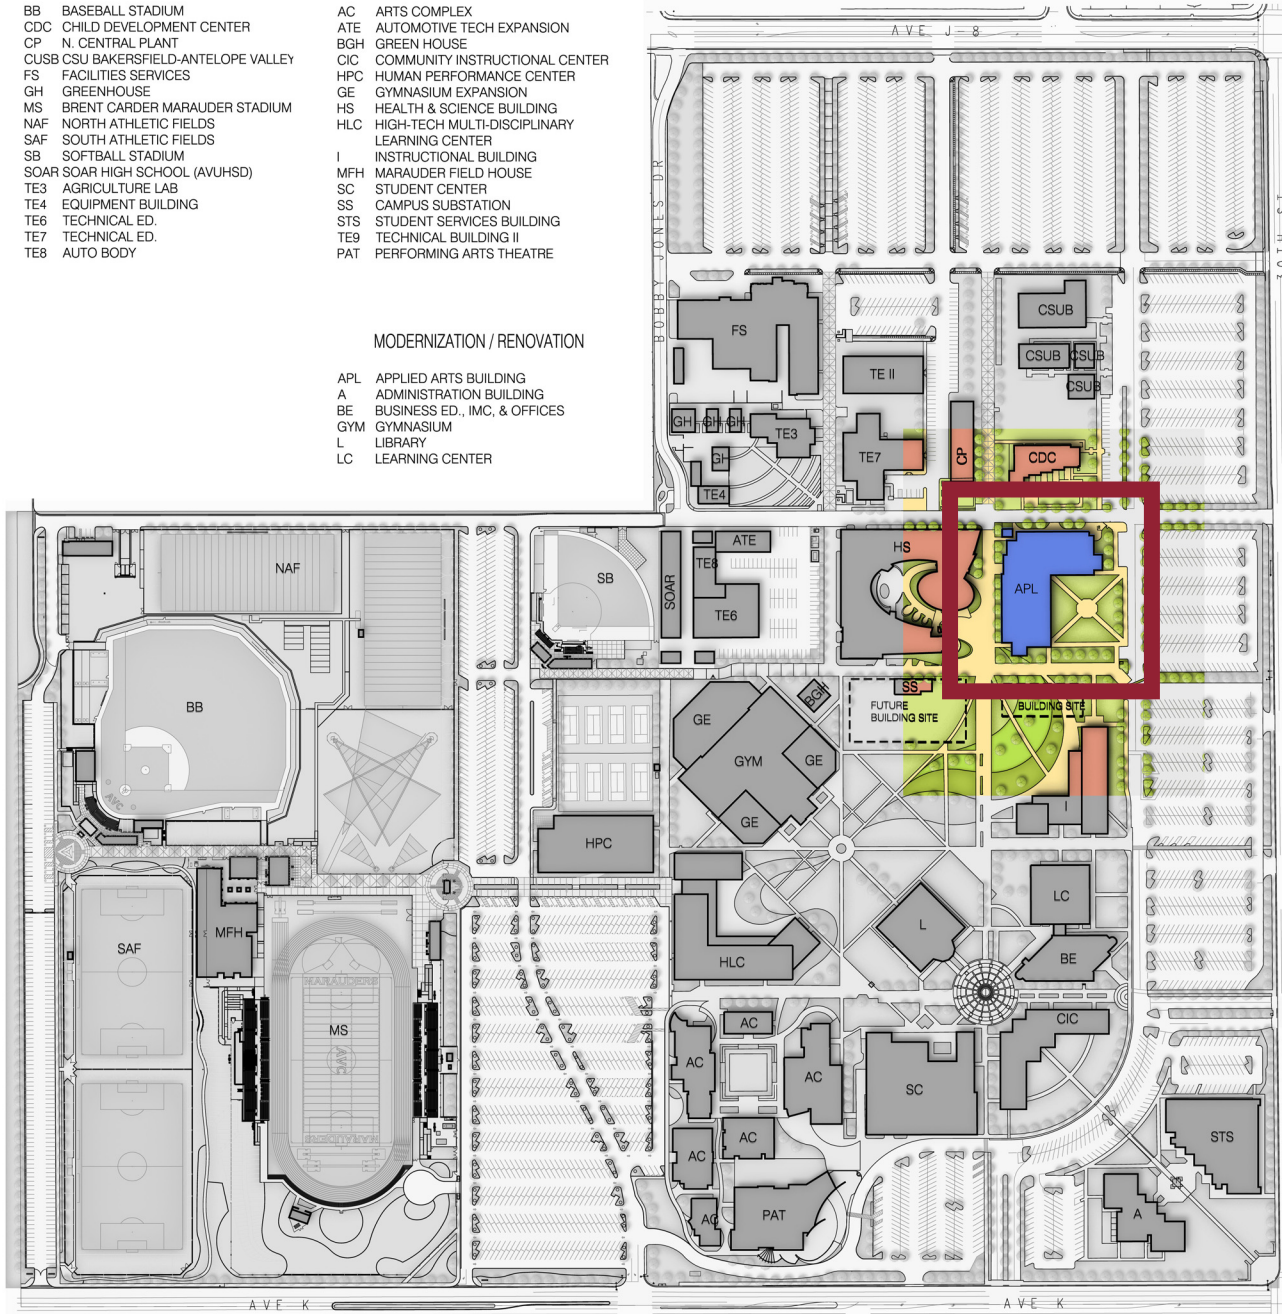 BB BASEBALL STADIUM
CDC CHILD DEVELOPMENT CENTER
CP N. CENTRAL PLANT
CUSB CSU BAKERSFIELD-ANTELOPE VALLEY
FS FACILITIES SERVICES
GH GREENHOUSE
MS BRENT CARDER MARAUDER STADIUM
NAF NORTH ATHLETIC FIELDS
SAF SOUTH ATHLETIC FIELDS
SB SOFTBALL STADIUM
SOAR SOAR HIGH SCHOOL (AVUHSD)
TE3 AGRICULTURE LAB
TE4 EQUIPMENT BUILDING
TE6 TECHNICAL ED.
TE7 TECHNICAL ED.
TE8 AUTO BODY
AC ARTS COMPLEX
ATE AUTOMOTIVE TECH EXPANSION
BGH GREEN HOUSE
CIC COMMUNITY INSTRUCTIONAL CENTER
HPC HUMAN PERFORMANCE CENTER
GE GYMNASIUM EXPANSION
HS HEALTH & SCIENCE BUILDING
HLC HIGH-TECH MULTI-DISCIPLINARY
LEARNING CENTER
I INSTRUCTIONAL BUILDING
MFH MARAUDER FIELD HOUSE
SC STUDENT CENTER
SS CAMPUS SUBSTATION
STS STUDENT SERVICES BUILDING
TE9 TECHNICAL BUILDING II
PAT PERFORMING ARTS THEATRE
MODERNIZATION / RENOVATION
APL APPLIED ARTS BUILDING
A ADMINISTRATION BUILDING
BE BUSINESS ED., IMC, & OFFICES
GYM GYMNASIUM
L LIBRARY
LC LEARNING CENTER
AVE J-8
BOBBY JONES DR
30TH ST
FS
TE II
CSUB
CSUB
CSUB
CSUB
GH
GH
GH
TE3
GH
TE4
TE7
CP
CDC
NAF
SB
SOAR
ATE
TE8
TE6
HS
APL
BB
AVC
GE
GYM
GE
GE
BGH
SS
FUTURE
BUILDING SITE
BUILDING SITE
I
HPC
LC
L
BE
HLC
CIC
SAF
MFH
MARAUDERS
MS
AVC
MARAUDERS
AC
AC
AC
SC
AC
AC
AC
PAT
STS
A
AVE K
AVE K